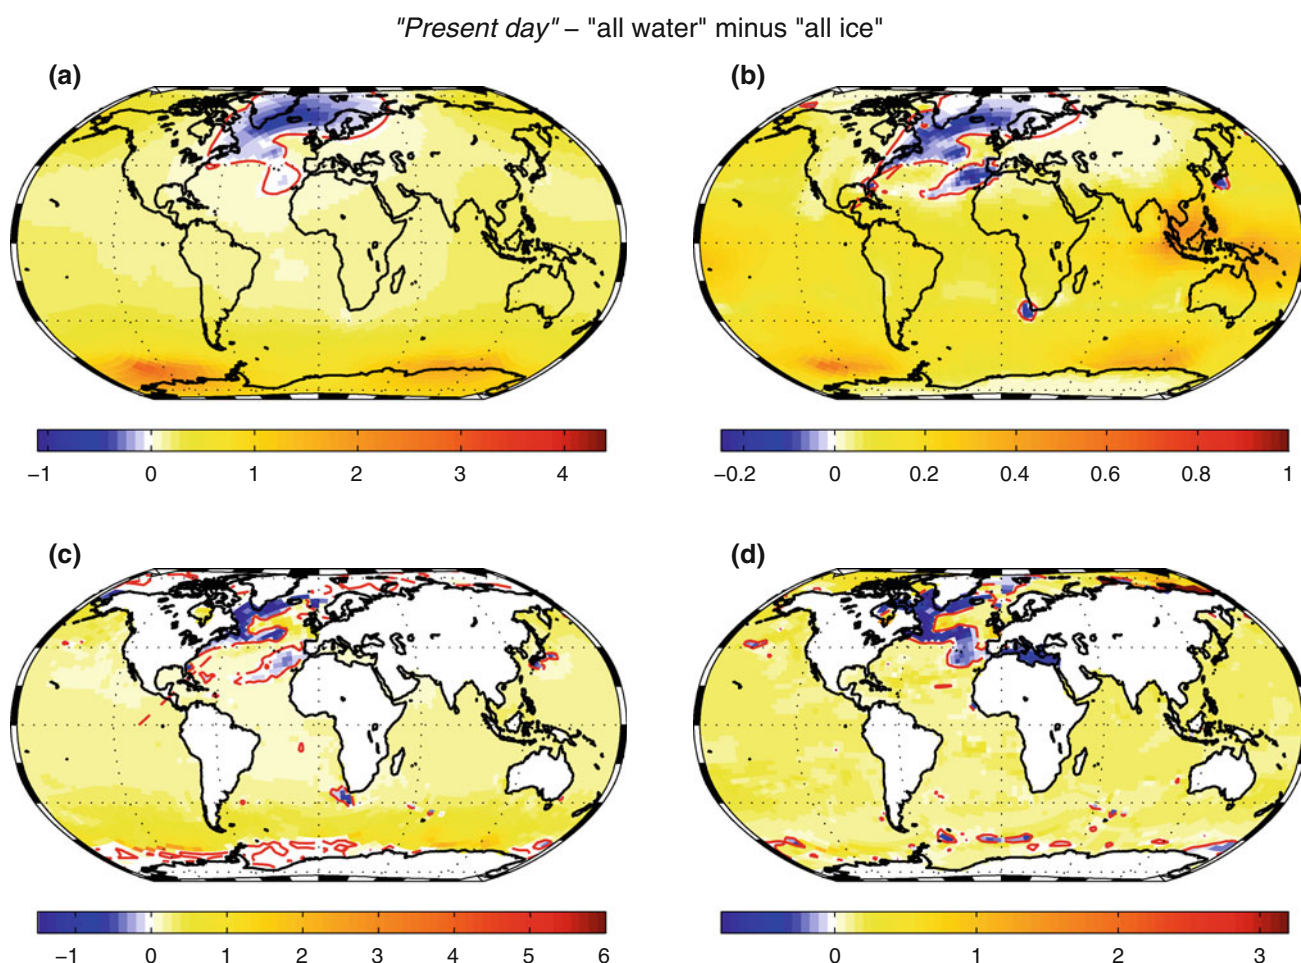 "Present day" – "all water" minus "all ice"
(a)
(b)
−1 0 1 2 3 4
−0.2 0 0.2 0.4 0.6 0.8 1
(c)
(d)
−1 0 1 2 3 4 5 6
0 1 2 3